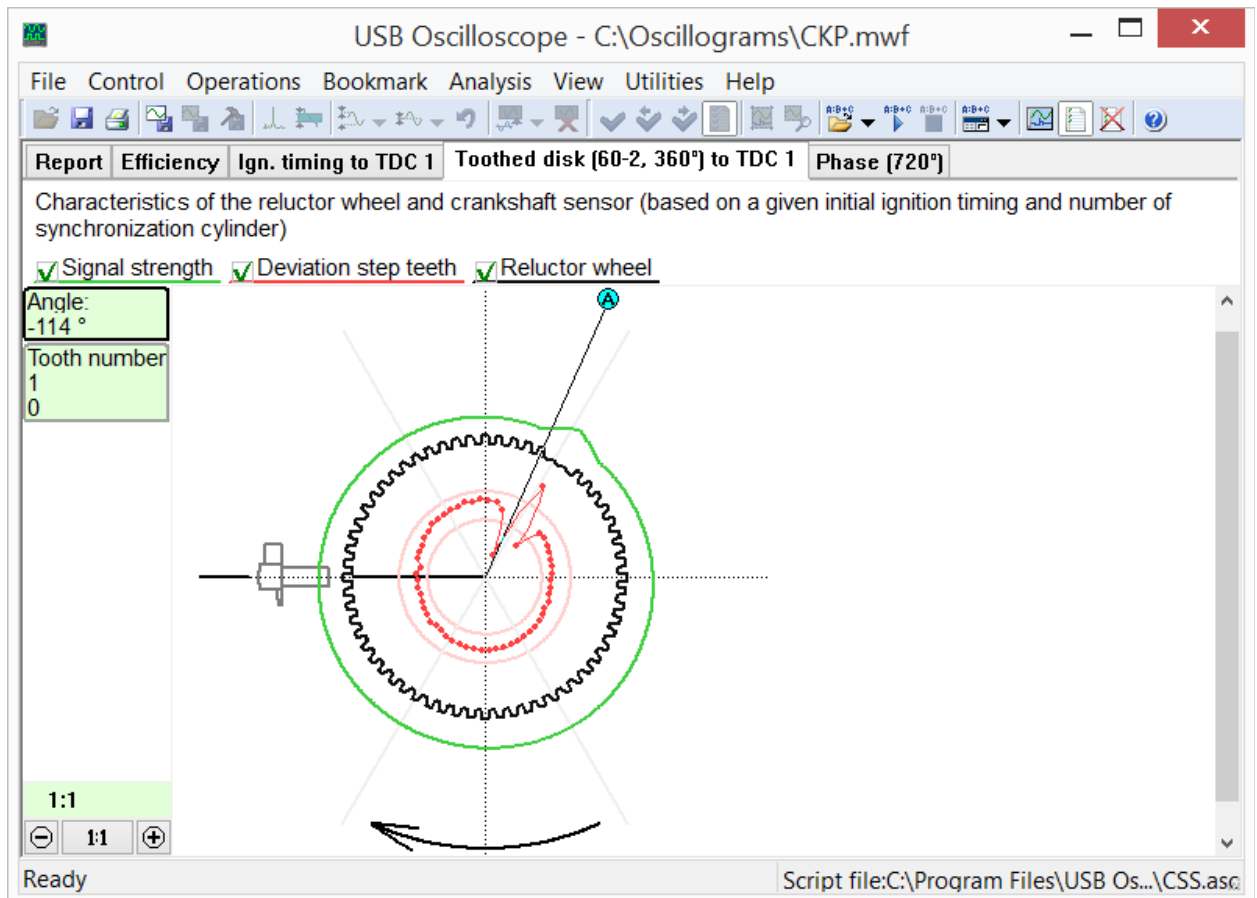 USB Oscilloscope - C:\Oscillograms\CKP.mwf
File Control Operations Bookmark Analysis View Utilities Help
A:B+C A:B+C A:B+C A:B+C
Report Efficiency Ign. timing to TDC 1 Toothed disk (60-2, 360°) to TDC 1 Phase (720°)
Characteristics of the reluctor wheel and crankshaft sensor (based on a given initial ignition timing and number of
synchronization cylinder)
Signal strength Deviation step teeth Reluctor wheel
Angle:
-114 °
Tooth number
1
0
A
1:1
1:1
Ready
Script file:C:\Program Files\USB Os...\CSS.asc